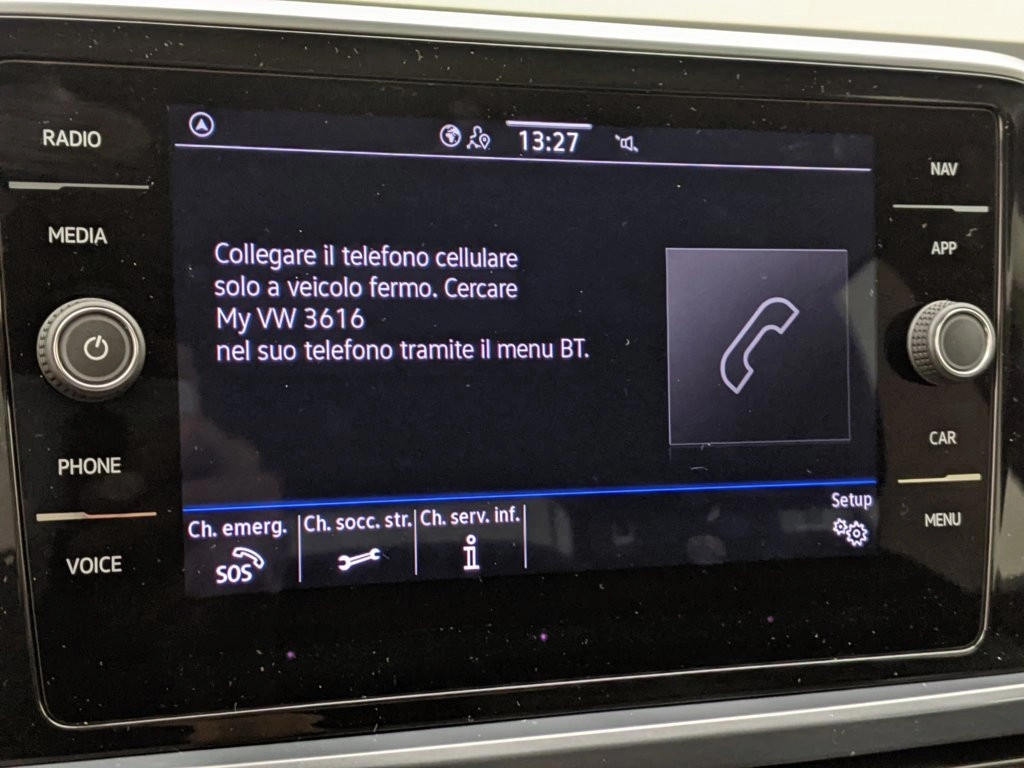 RADIO
MEDIA
PHONE
VOICE
13:27
Collegare il telefono cellulare
solo a veicolo fermo. Cercare
My VW 3616
nel suo telefono tramite il menu BT.
Ch. emerg.
SOS
Ch. socc. str.
Ch. serv. inf.
Setup
NAV
APP
CAR
MENU